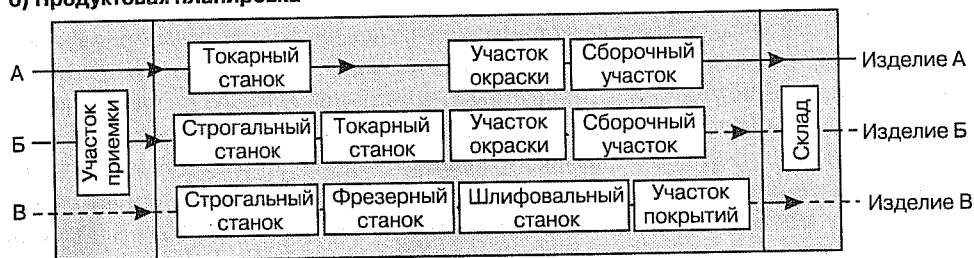 б) Продуктовая планировка
А
Токарный
станок
Участок
окраски
Сборочный
участок
Изделие А
Участок
приемки
Б
Строгальный
станок
Токарный
станок
Участок
окраски
Сборочный
участок
Склад
Изделие Б
В
Строгальный
станок
Фрезерный
станок
Шлифовальный
станок
Участок
покрытий
Изделие В